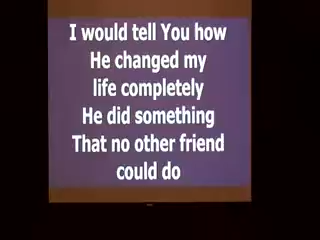 I would tell You how
He changed my
life completely
He did something
That no other friend
could do